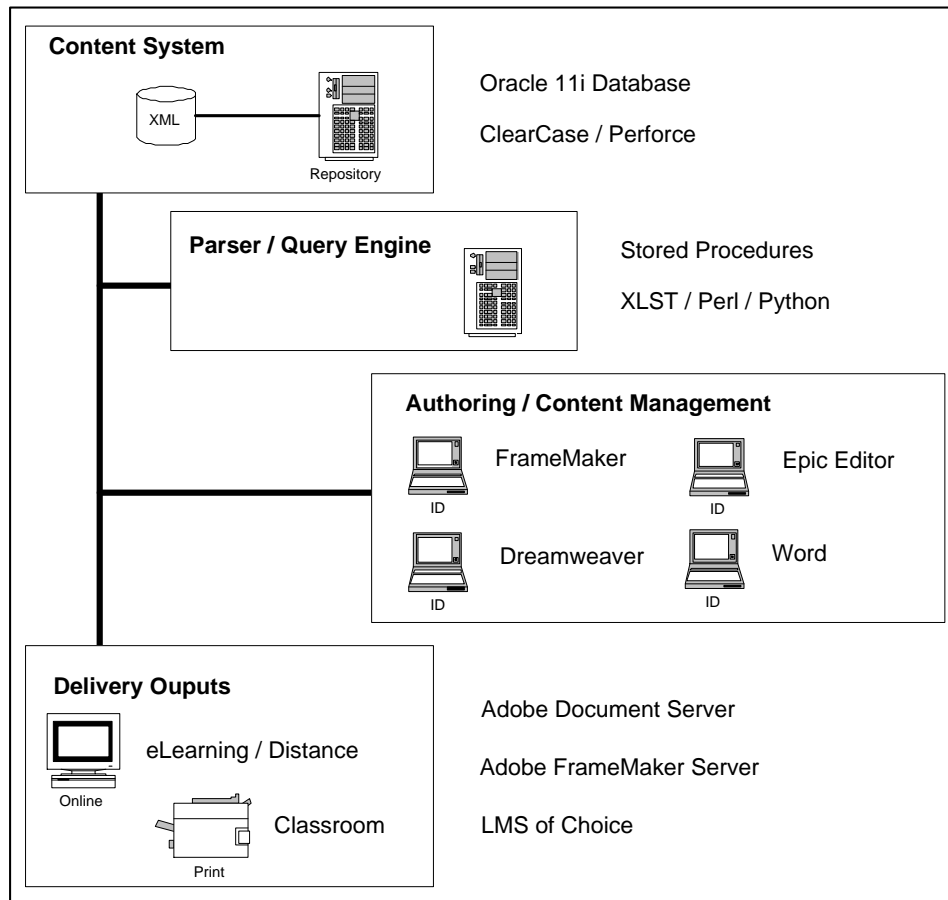 Content System
XML
Repository
Oracle 11i Database
ClearCase / Perforce
Parser / Query Engine
Stored Procedures
XLST / Perl / Python
Authoring / Content Management
FrameMaker
ID
Epic Editor
ID
Dreamweaver
ID
Word
ID
Delivery Ouputs
eLearning / Distance
Online
Classroom
Print
Adobe Document Server
Adobe FrameMaker Server
LMS of Choice